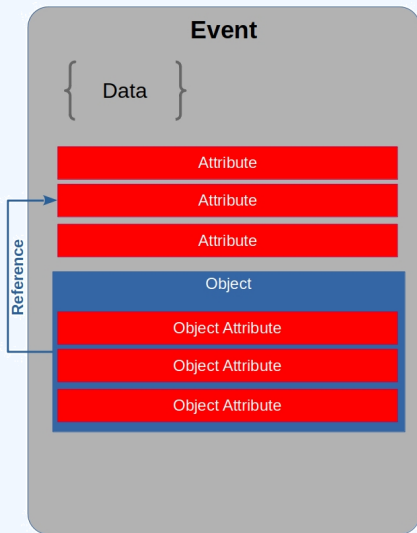 Event
{ Data }
Attribute
Attribute
Attribute
Reference
Object
Object Attribute
Object Attribute
Object Attribute